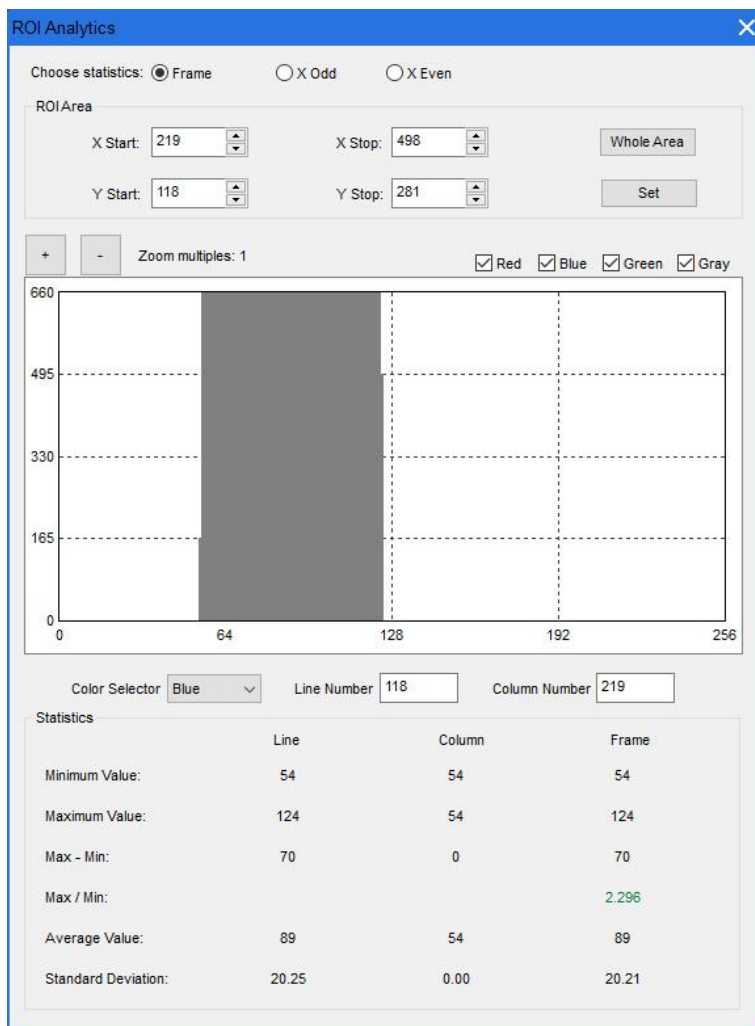 ROI Analytics
Choose statistics: Frame X Odd X Even
ROI Area
X Start: 219 X Stop: 498 Whole Area
Y Start: 118 Y Stop: 281 Set
+ - Zoom multiples: 1 Red Blue Green Gray
660
495
330
165
0
0 64 128 192 256
Color Selector Blue Line Number 118 Column Number 219
Statistics
Line Column Frame
Minimum Value: 54 54 54
Maximum Value: 124 54 124
Max - Min: 70 0 70
Max / Min: 2.296
Average Value: 89 54 89
Standard Deviation: 20.25 0.00 20.21